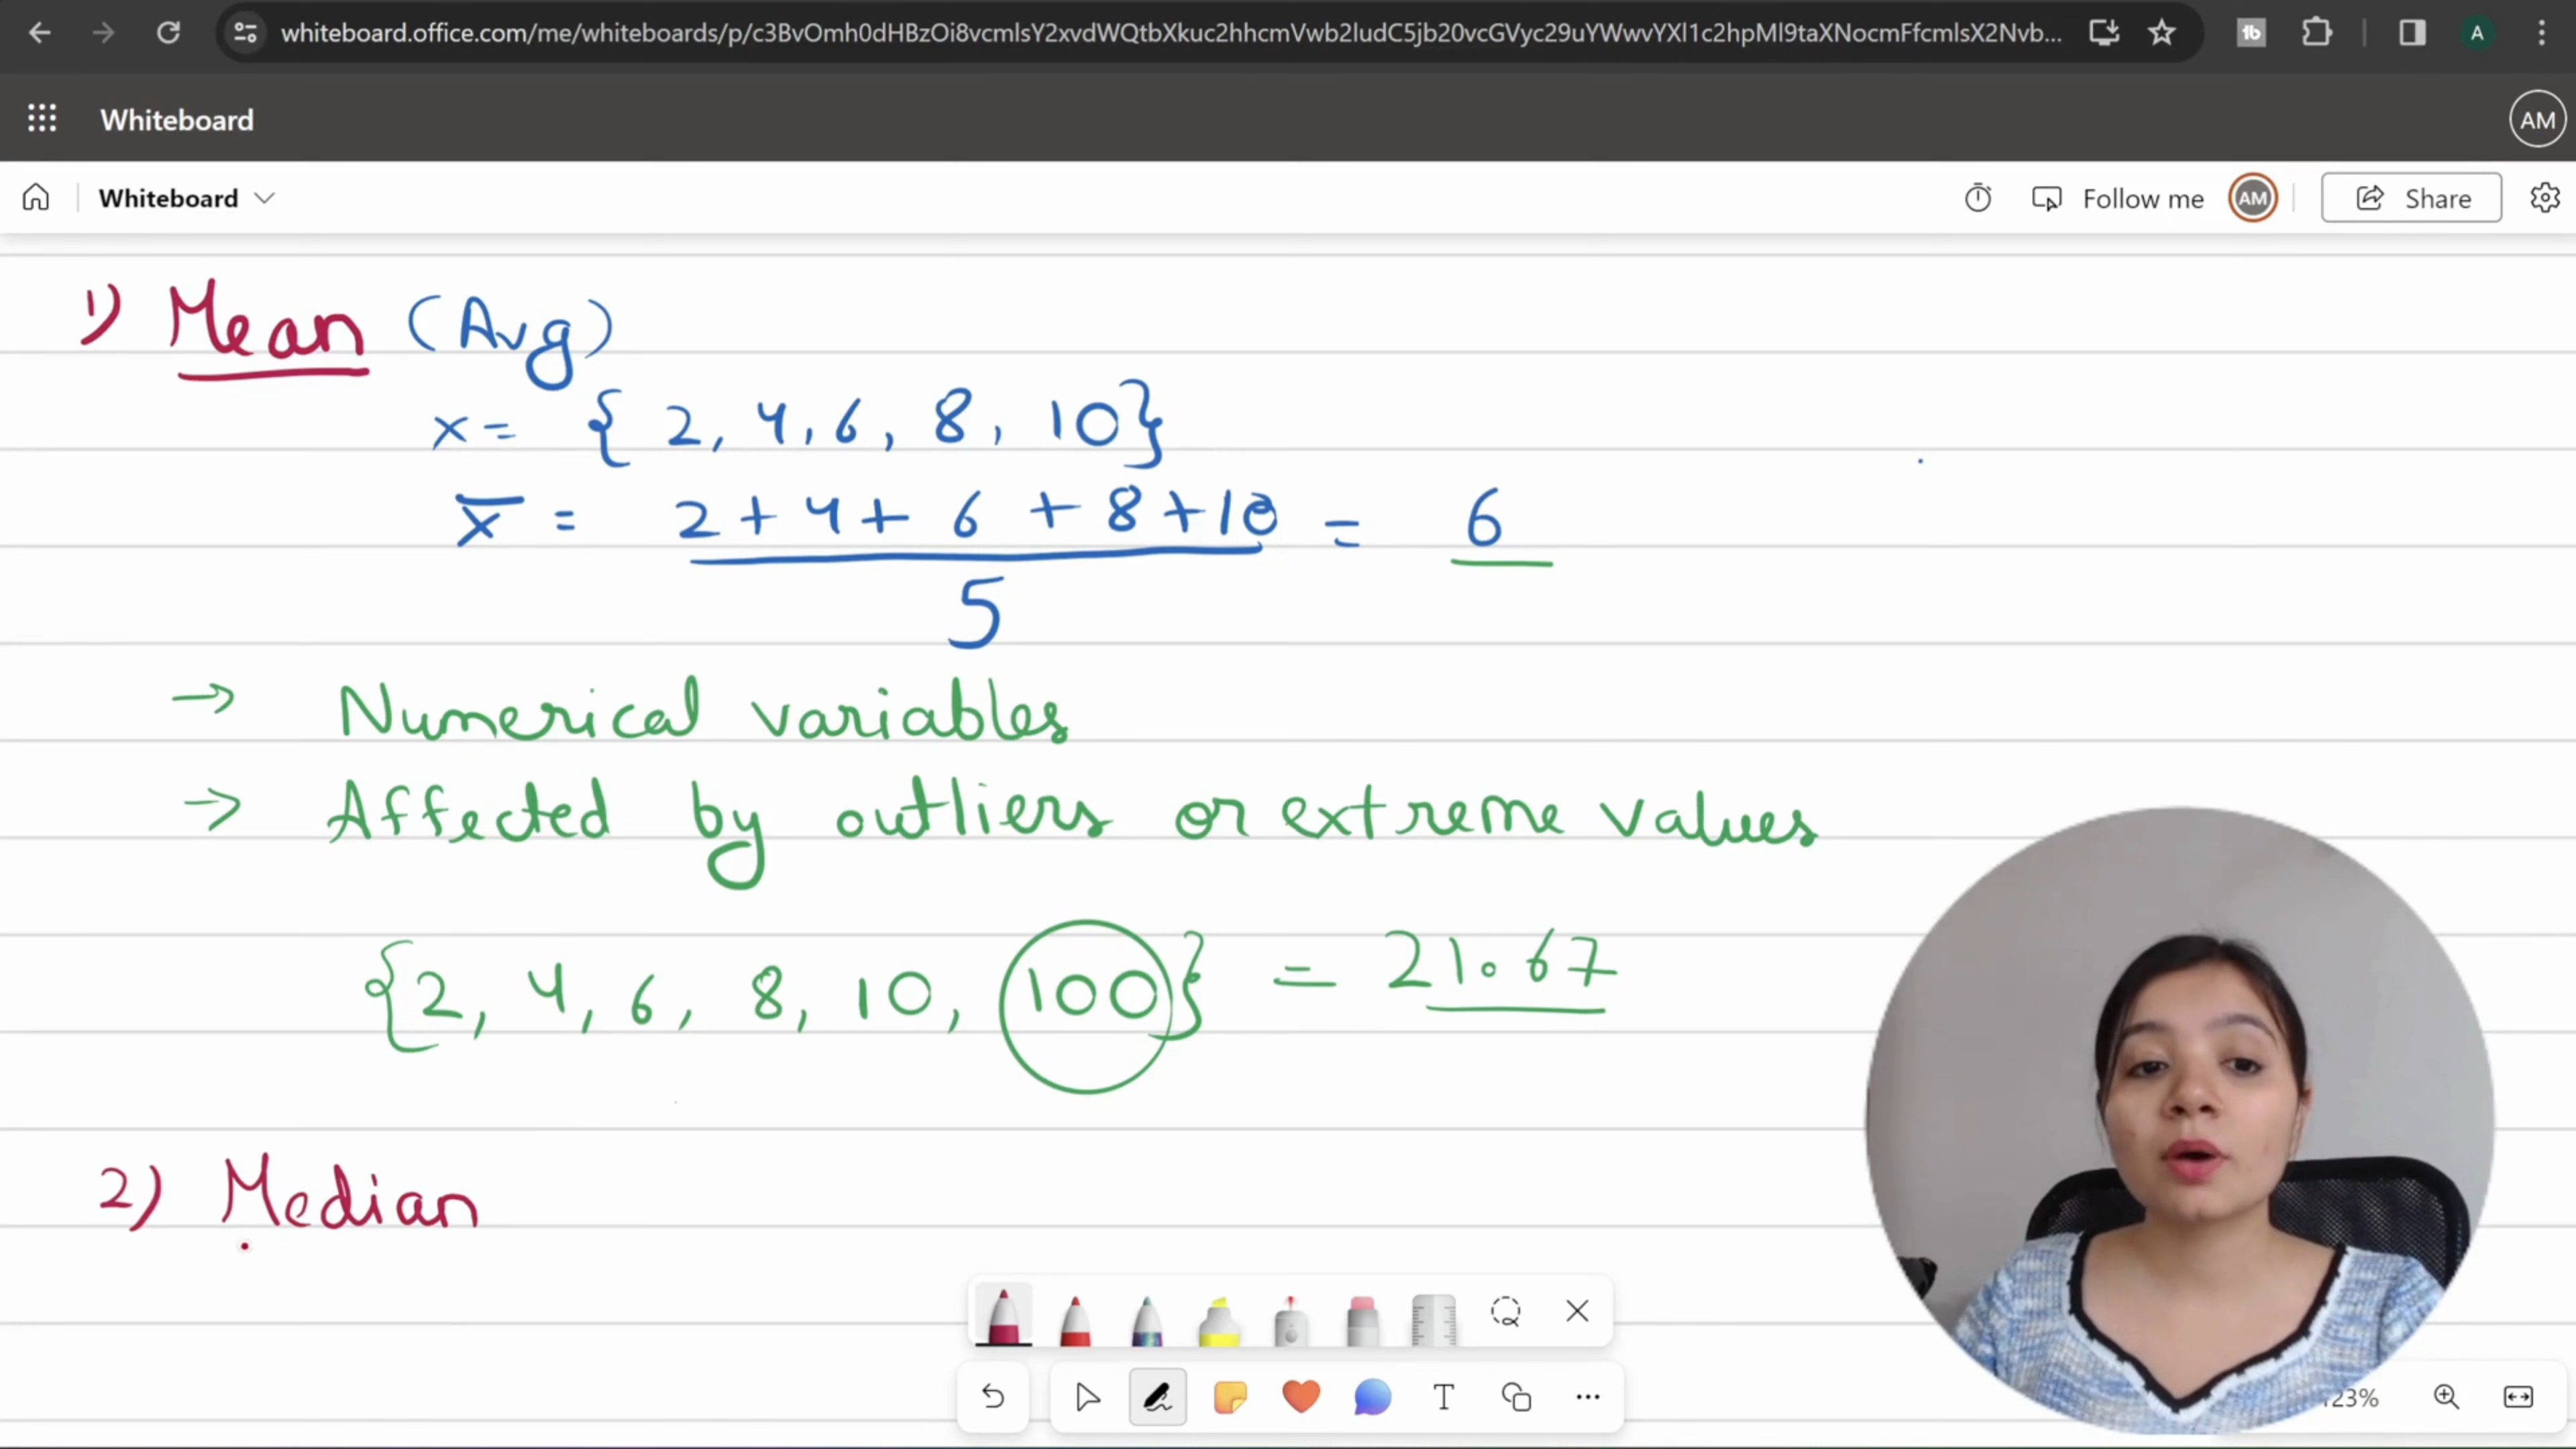 whiteboard.office.com/me/whiteboards/p/c3BvOmh0dHBzOi8vcmlsY2xvdWQtbXkuc2hhcmVwb2ludC5jb20vcGVyc29uYWwvYXl1c2hpMl9taXNocmFfcmlsX2Nvb... A
Whiteboard AM
Whiteboard Follow me AM Share
1) Mean (Avg)
x = { 2, 4, 6, 8, 10}
x̅ = 2 + 4 + 6 + 8 + 10 = 6
5
→ Numerical variables
→ Affected by outliers or extreme values
{2, 4, 6, 8, 10, 100} = 21.67
2) Median
T
23%